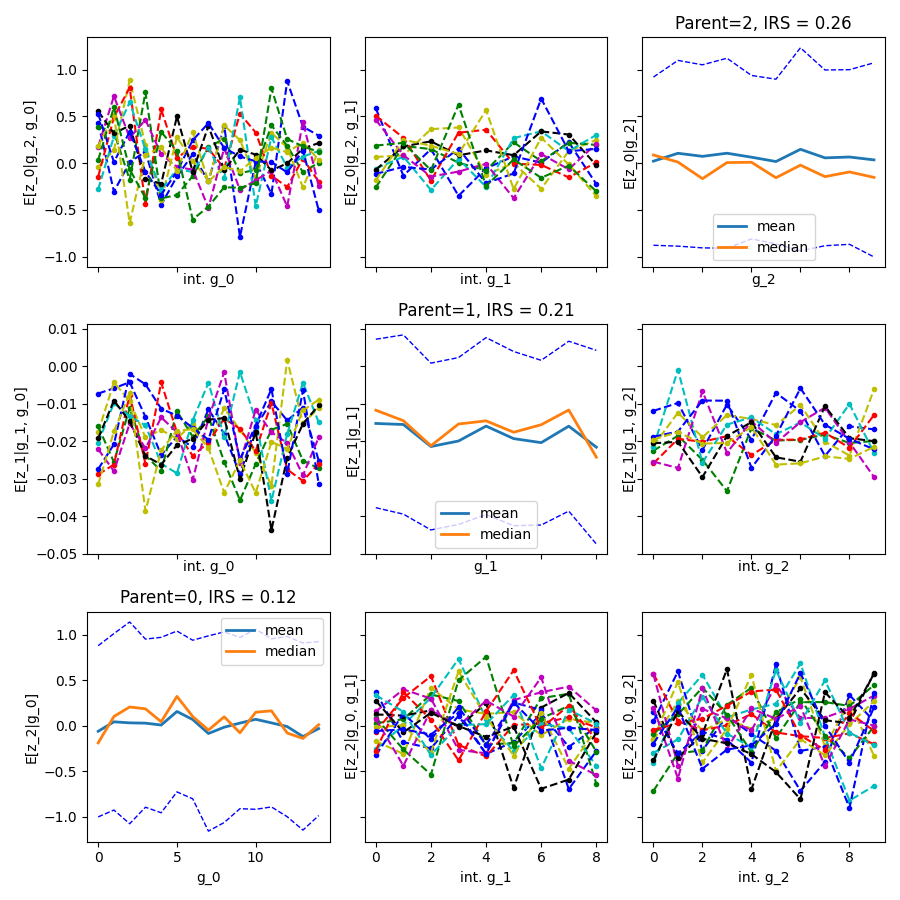 Parent=2, IRS = 0.26
E[z_0|g_2, g_0]
1.0
0.5
0.0
−0.5
−1.0
int. g_0
E[z_0|g_2, g_1]
int. g_1
E[z_0|g_2]
mean
median
g_2
Parent=1, IRS = 0.21
E[z_1|g_1, g_0]
0.01
0.00
−0.01
−0.02
−0.03
−0.04
−0.05
int. g_0
E[z_1|g_1]
mean
median
g_1
E[z_1|g_1, g_2]
int. g_2
Parent=0, IRS = 0.12
E[z_2|g_0]
1.0
0.5
0.0
−0.5
−1.0
mean
median
0 5 10
g_0
E[z_2|g_0, g_1]
0 2 4 6 8
int. g_1
E[z_2|g_0, g_2]
0 2 4 6 8
int. g_2